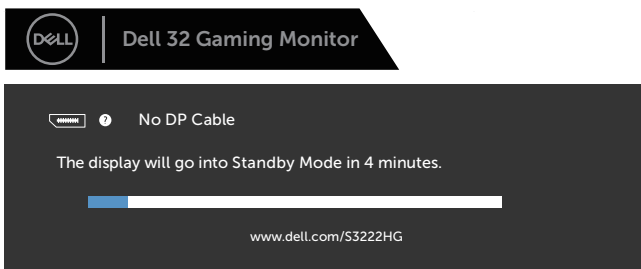 DELL
Dell 32 Gaming Monitor
? No DP Cable
The display will go into Standby Mode in 4 minutes.
www.dell.com/S3222HG